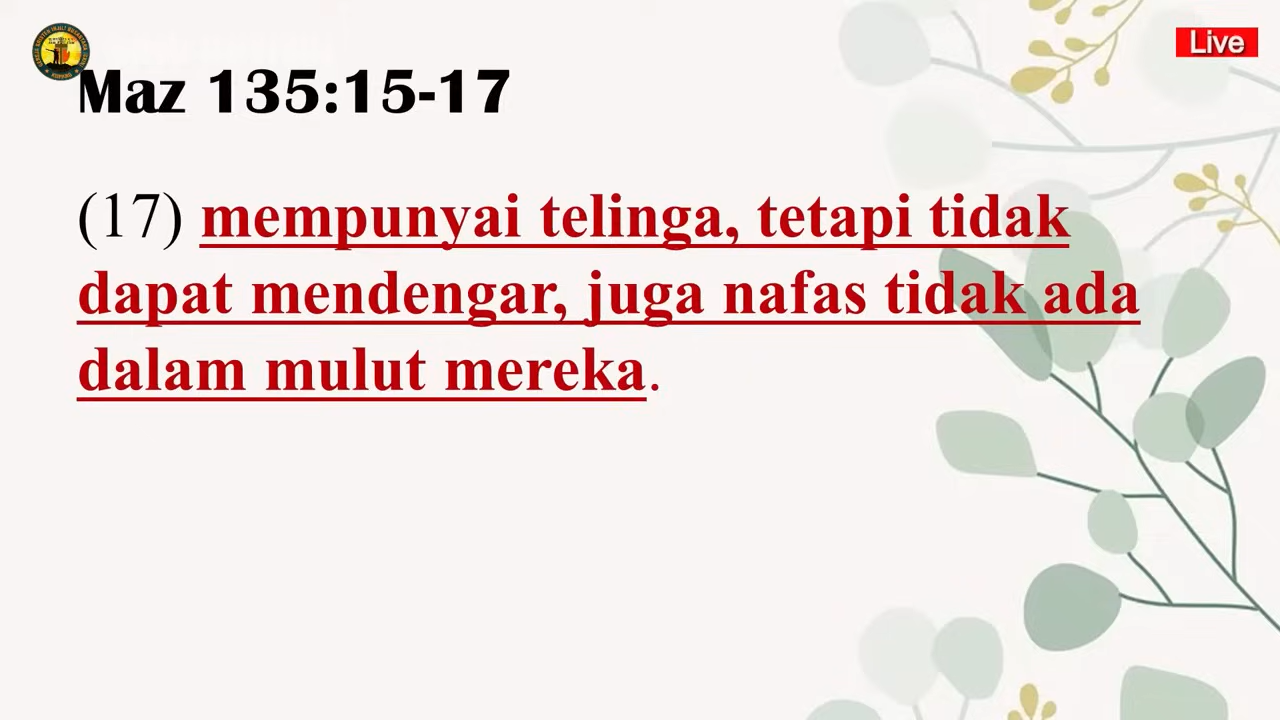 Live
Maz 135:15-17
(17) mempunyai telinga, tetapi tidak
dapat mendengar, juga nafas tidak ada
dalam mulut mereka.